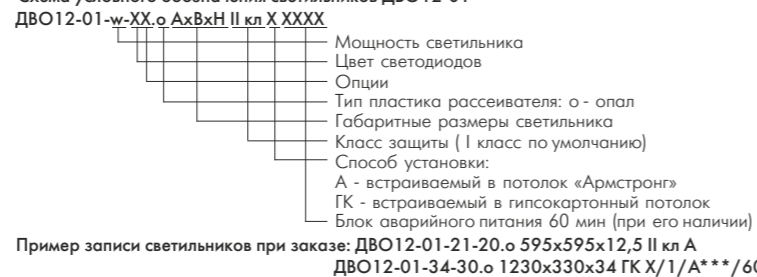 ДВО12-01-w-XX.о АхВхН II кл X XXXX
Мощность светильника
Цвет светодиодов
Опции
Тип пластика рассеивателя: о - опал
Габаритные размеры светильника
Класс защиты ( I класс по умолчанию)
Способ установки:
А - встраиваемый в потолок «Армстронг»
ГК - встраиваемый в гипсокартонный потолок
Блок аварийного питания 60 мин (при его наличии)
Пример записи светильников при заказе: ДВО12-01-21-20.о 595х595х12,5 II кл А
ДВО12-01-34-30.о 1230х330х34 ГК Х/1/А***/60